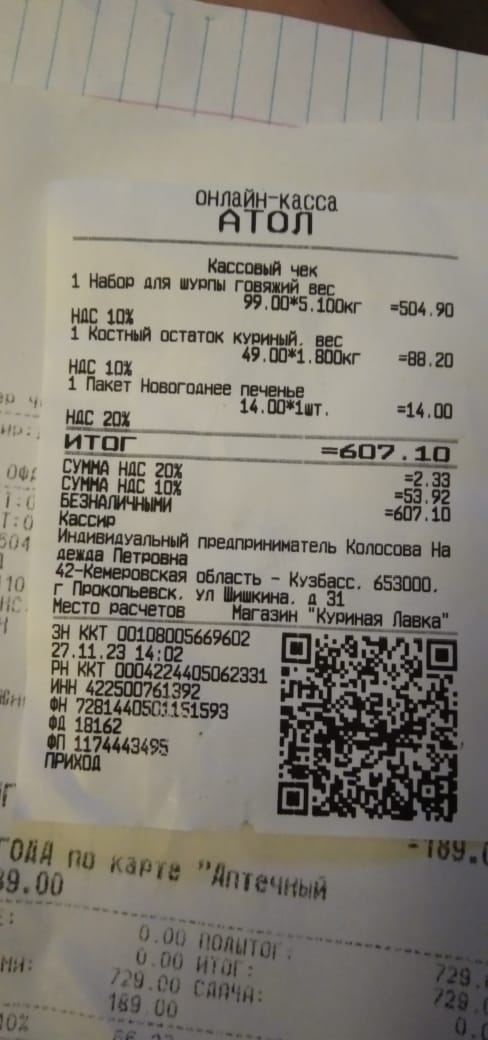 ОНЛАЙН-КАССА
АТОЛ
Кассовый чек
1 Набор для шурпы говяжий вес
99.00*5.100кг =504.90
НДС 10%
1 Костный остаток куриный. вес
49.00*1.800кг =88.20
НДС 10%
1 Пакет Новогоднее печенье
14.00*1шт. =14.00
НДС 20%
ИТОГ =607.10
СУММА НДС 20% =2.33
СУММА НДС 10% =53.92
БЕЗНАЛИЧНЫМИ =607.10
Кассир
Индивидуальный предприниматель Колосова На
дежда Петровна
42-Кемеровская область - Кузбасс. 653000.
г Прокопьевск. ул Шишкина. д 31
Место расчетов Магазин "Куриная Лавка"
ЗН ККТ 00108005669602
27.11.23 14:02
РН ККТ 0004224405062331
ИНН 422500761392
ФН 7281440501151593
ФД 18162
ФП 1174443495
ПРИХОД
-189.0
ГОДА по карте "Аптечный
89.00
0.00 ПОДЫТОГ: 729.
0.00 ИТОГ: 729.
729.00 САЛЧА: 0.0
189.00
10%